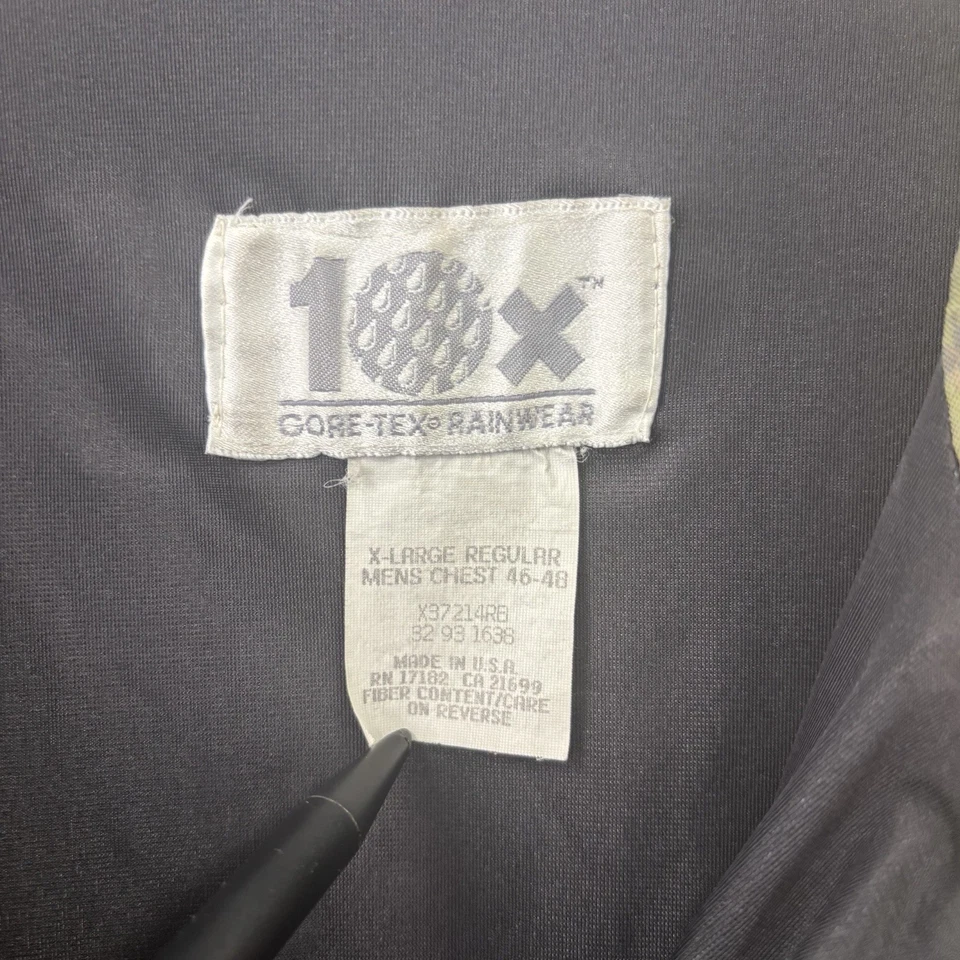 10X™
GORE-TEX® RAINWEAR
X-LARGE REGULAR
MENS CHEST 46-48
X37214RB
32 93 1638
MADE IN U.S.A.
RN 17182 CA 21699
FIBER CONTENT/CARE
ON REVERSE